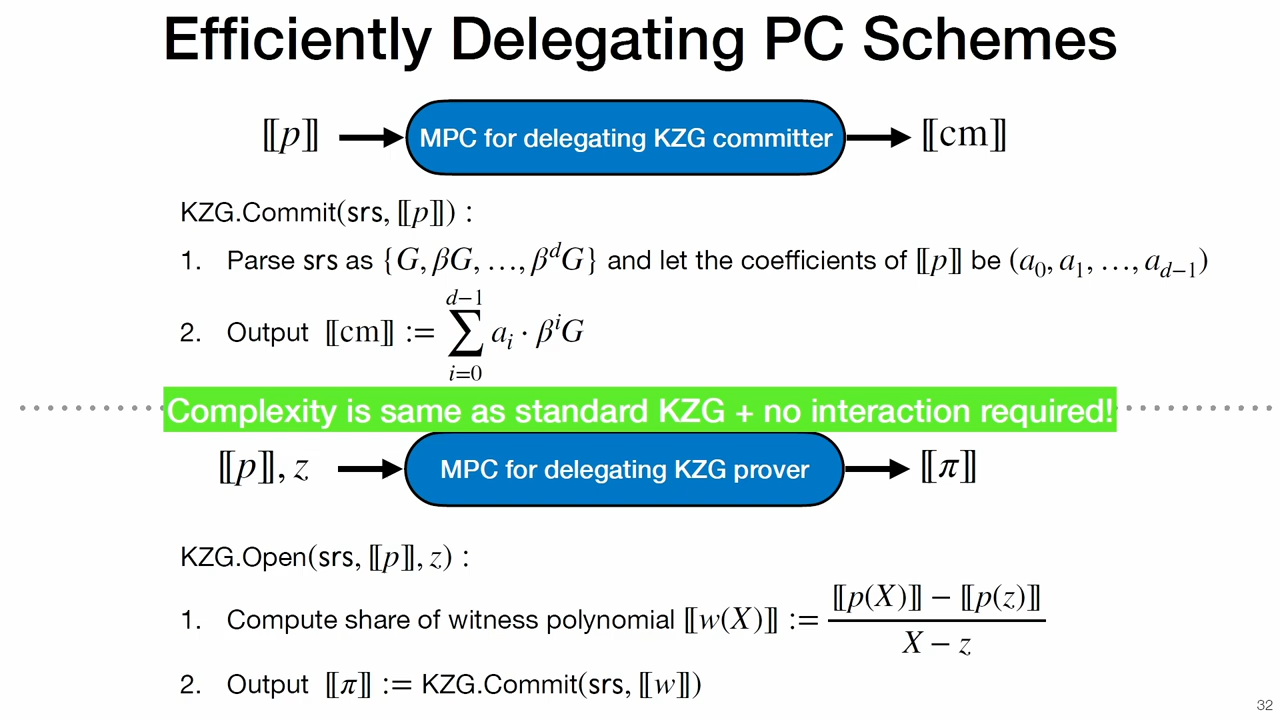 Efficiently Delegating PC Schemes
⟦p⟧ MPC for delegating KZG committer ⟦cm⟧
KZG.Commit(srs, ⟦p⟧) :
1. Parse srs as {G, βG, …, β^d G} and let the coefficients of ⟦p⟧ be (a_0, a_1, …, a_{d−1})
2. Output ⟦cm⟧ := ∑_{i=0}^{d−1} a_i · β^i G
Complexity is same as standard KZG + no interaction required!
⟦p⟧, z MPC for delegating KZG prover ⟦π⟧
KZG.Open(srs, ⟦p⟧, z) :
1. Compute share of witness polynomial ⟦w(X)⟧ := (⟦p(X)⟧ − ⟦p(z)⟧) / (X − z)
2. Output ⟦π⟧ := KZG.Commit(srs, ⟦w⟧)
32